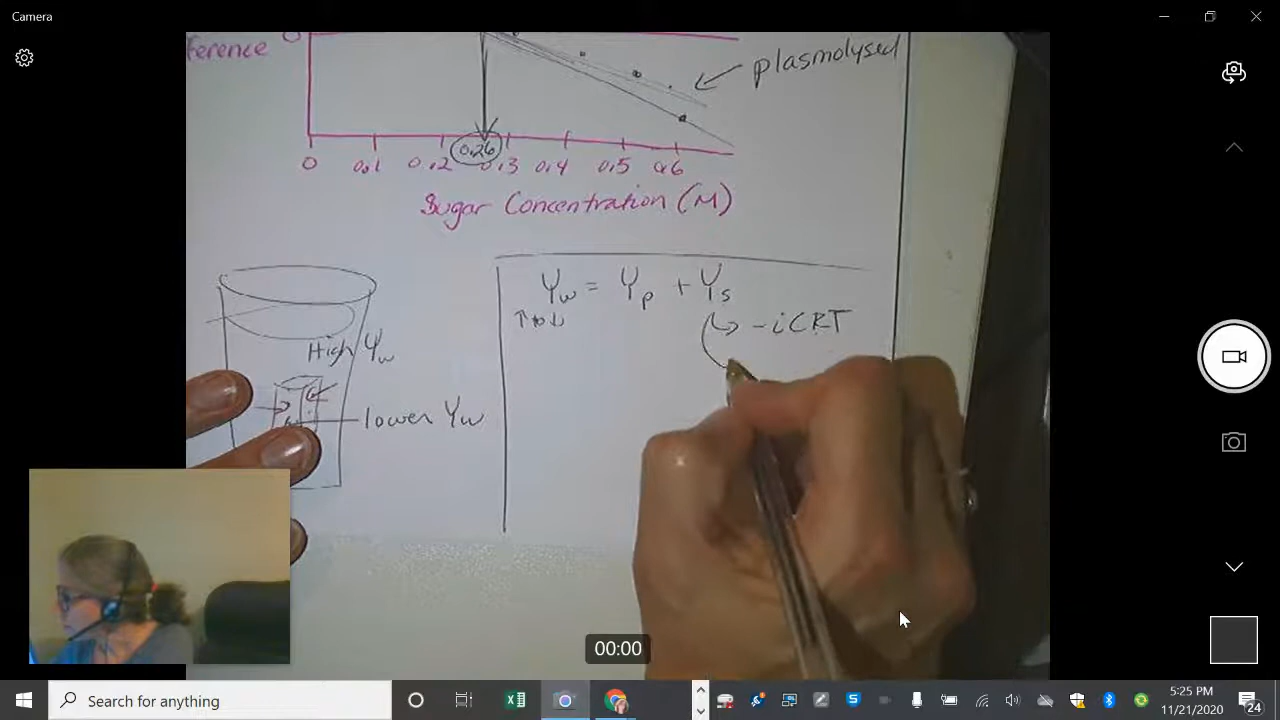 Camera
ference
0
plasmolysed
0.26
0 0.1 0.2 0.3 0.4 0.5 0.6
Sugar Concentration (M)
Ψw = Ψp + Ψs
↑ to ↓
↳ -iCRT
High Ψw
lower Ψw
00:00
Search for anything
5:25 PM
11/21/2020
24